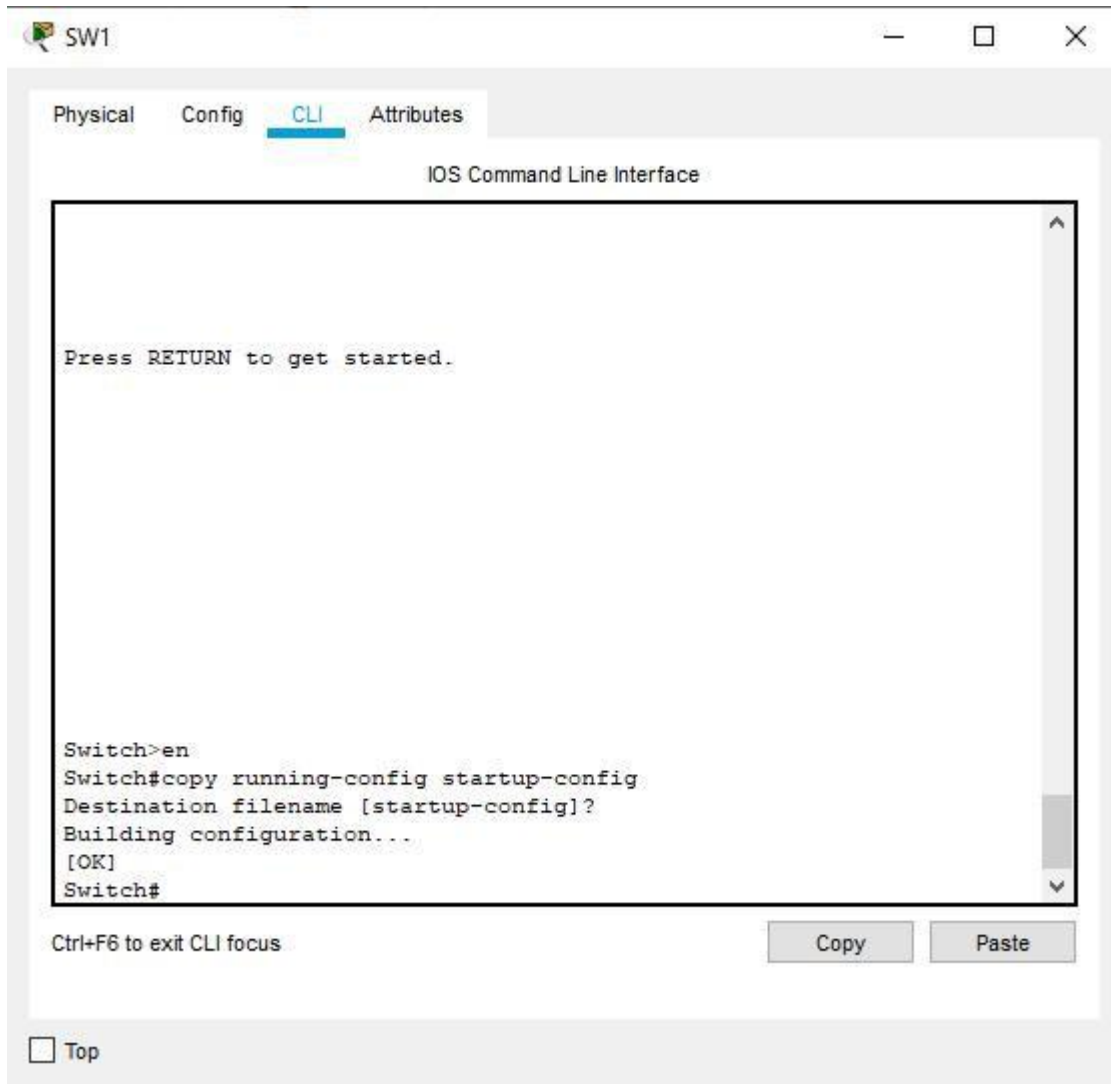 SW1
Physical Config CLI Attributes
IOS Command Line Interface
Press RETURN to get started.
Switch>en
Switch#copy running-config startup-config
Destination filename [startup-config]?
Building configuration...
[OK]
Switch#
Ctrl+F6 to exit CLI focus
Copy Paste
Top